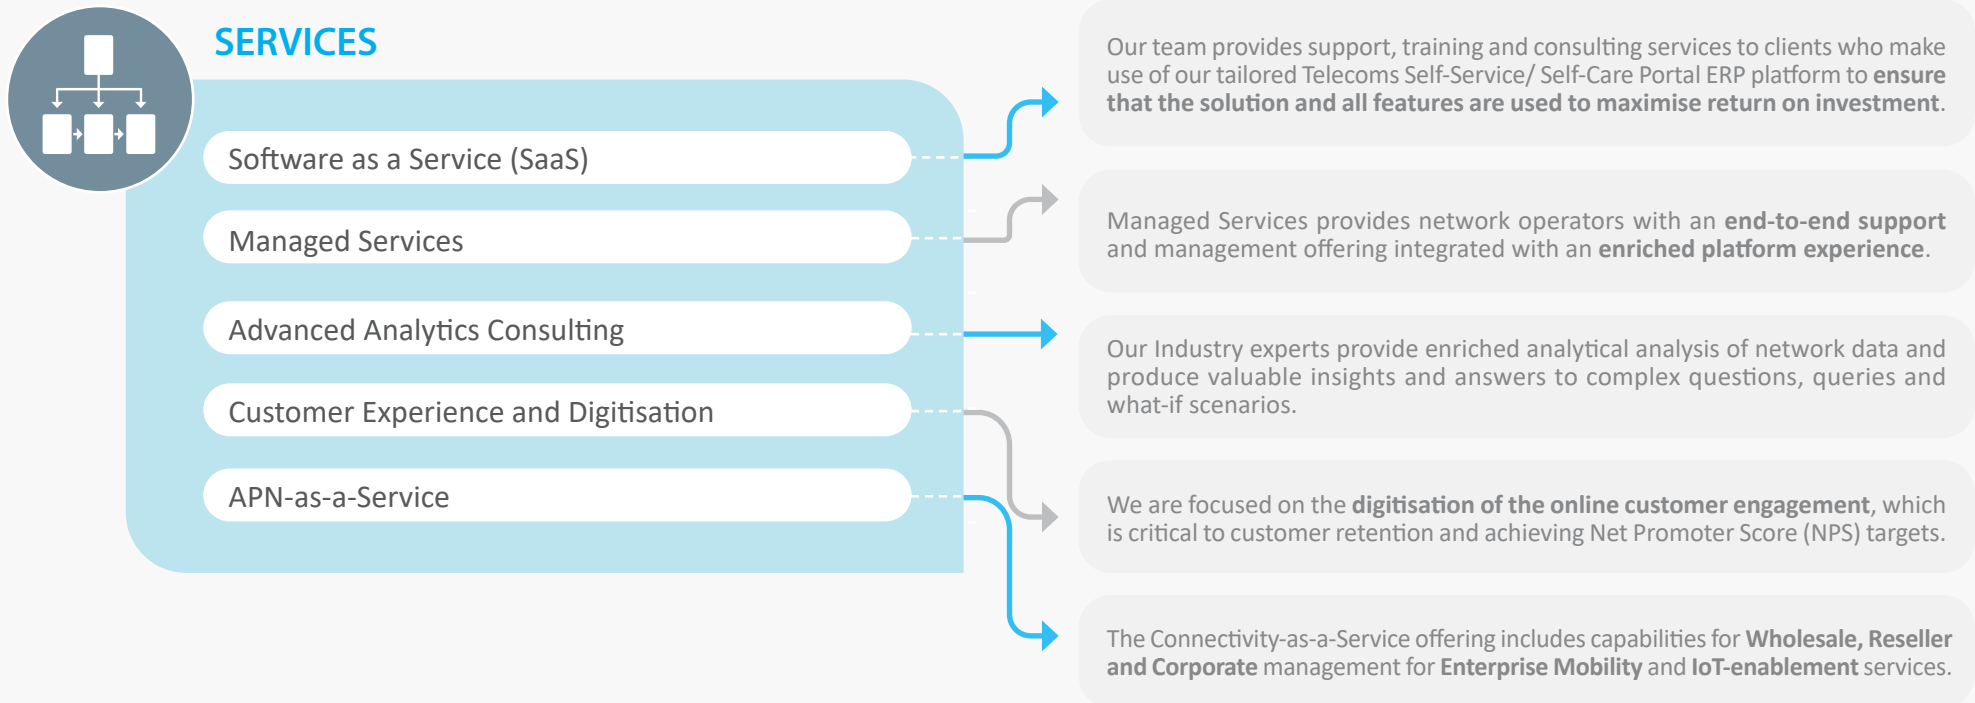 SERVICES
Software as a Service (SaaS)
Managed Services
Advanced Analytics Consulting
Customer Experience and Digitisation
APN-as-a-Service
Our team provides support, training and consulting services to clients who make
use of our tailored Telecoms Self-Service/ Self-Care Portal ERP platform to ensure
that the solution and all features are used to maximise return on investment.
Managed Services provides network operators with an end-to-end support
and management offering integrated with an enriched platform experience.
Our Industry experts provide enriched analytical analysis of network data and
produce valuable insights and answers to complex questions, queries and
what-if scenarios.
We are focused on the digitisation of the online customer engagement, which
is critical to customer retention and achieving Net Promoter Score (NPS) targets.
The Connectivity-as-a-Service offering includes capabilities for Wholesale, Reseller
and Corporate management for Enterprise Mobility and IoT-enablement services.